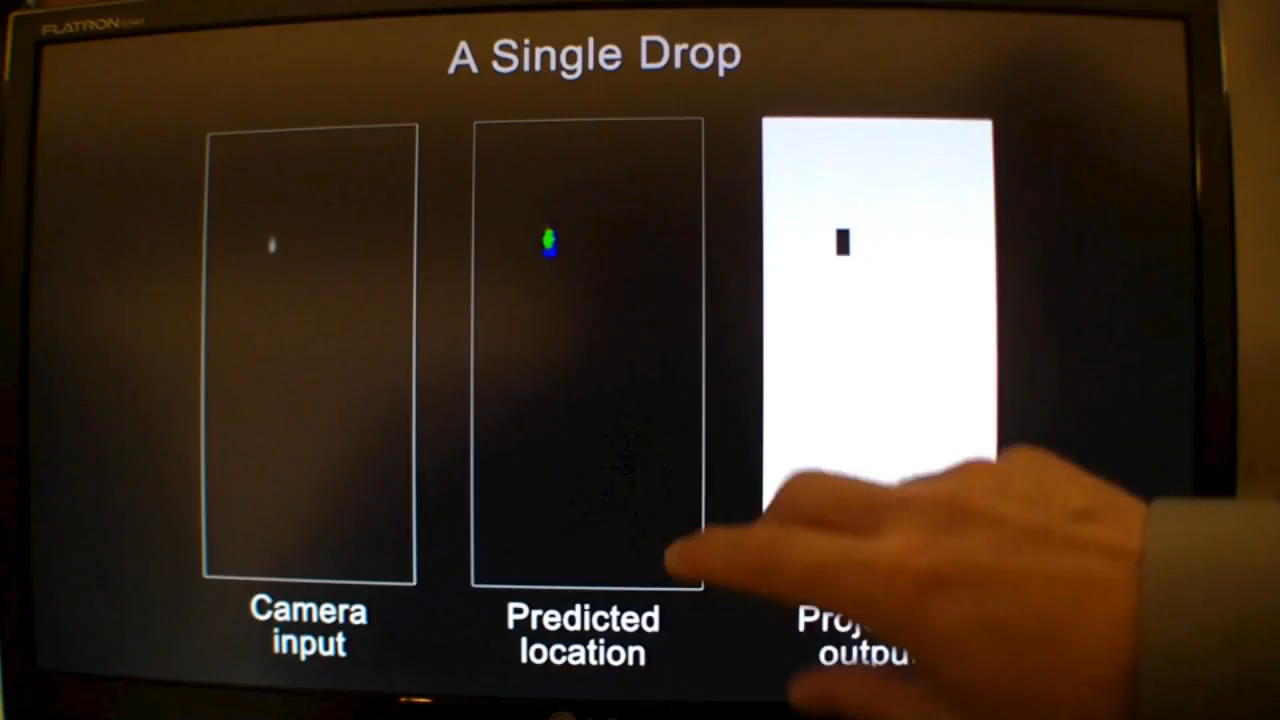 FLATRON
A Single Drop
Camera
input
Predicted
location